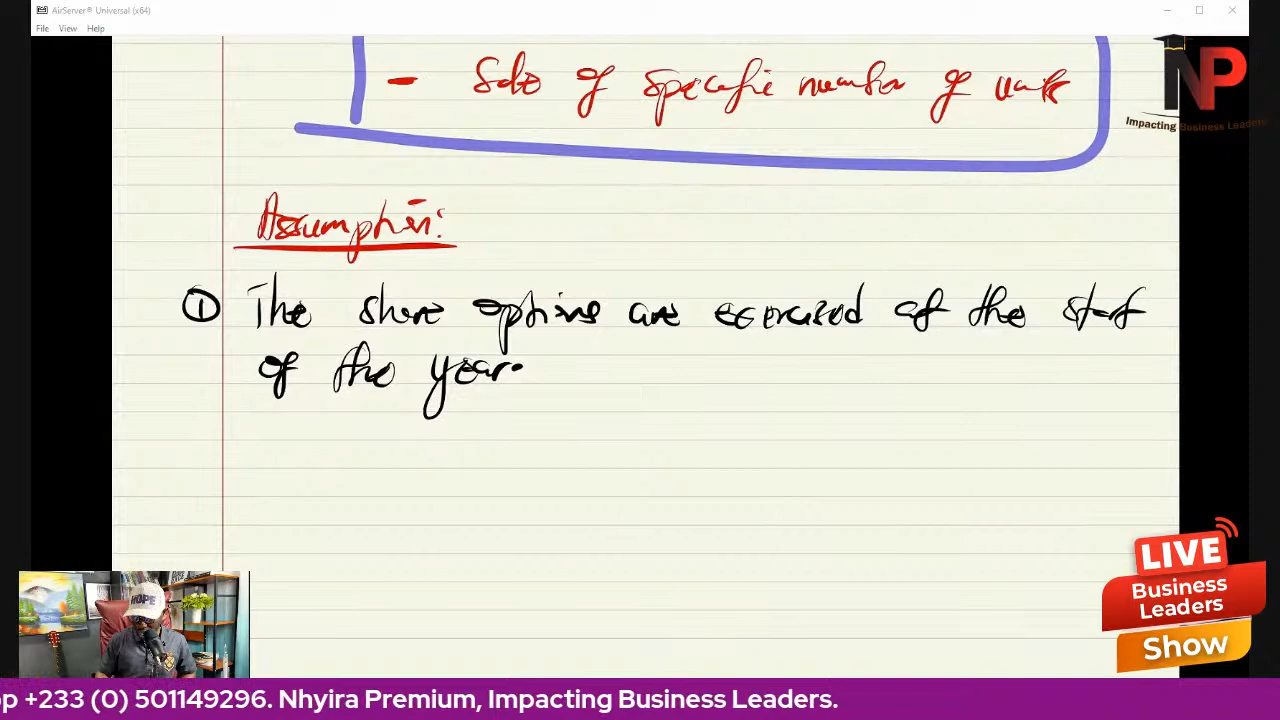 AirServer® Universal (x64)
File View Help
NP
Impacting Business Leaders
- Sale of specific number of units
Assumption:
① The share options are exercised at the start
of the year.
HOPE
LIVE
Business
Leaders
Show
op +233 (0) 501149296. Nhyira Premium, Impacting Business Leaders.